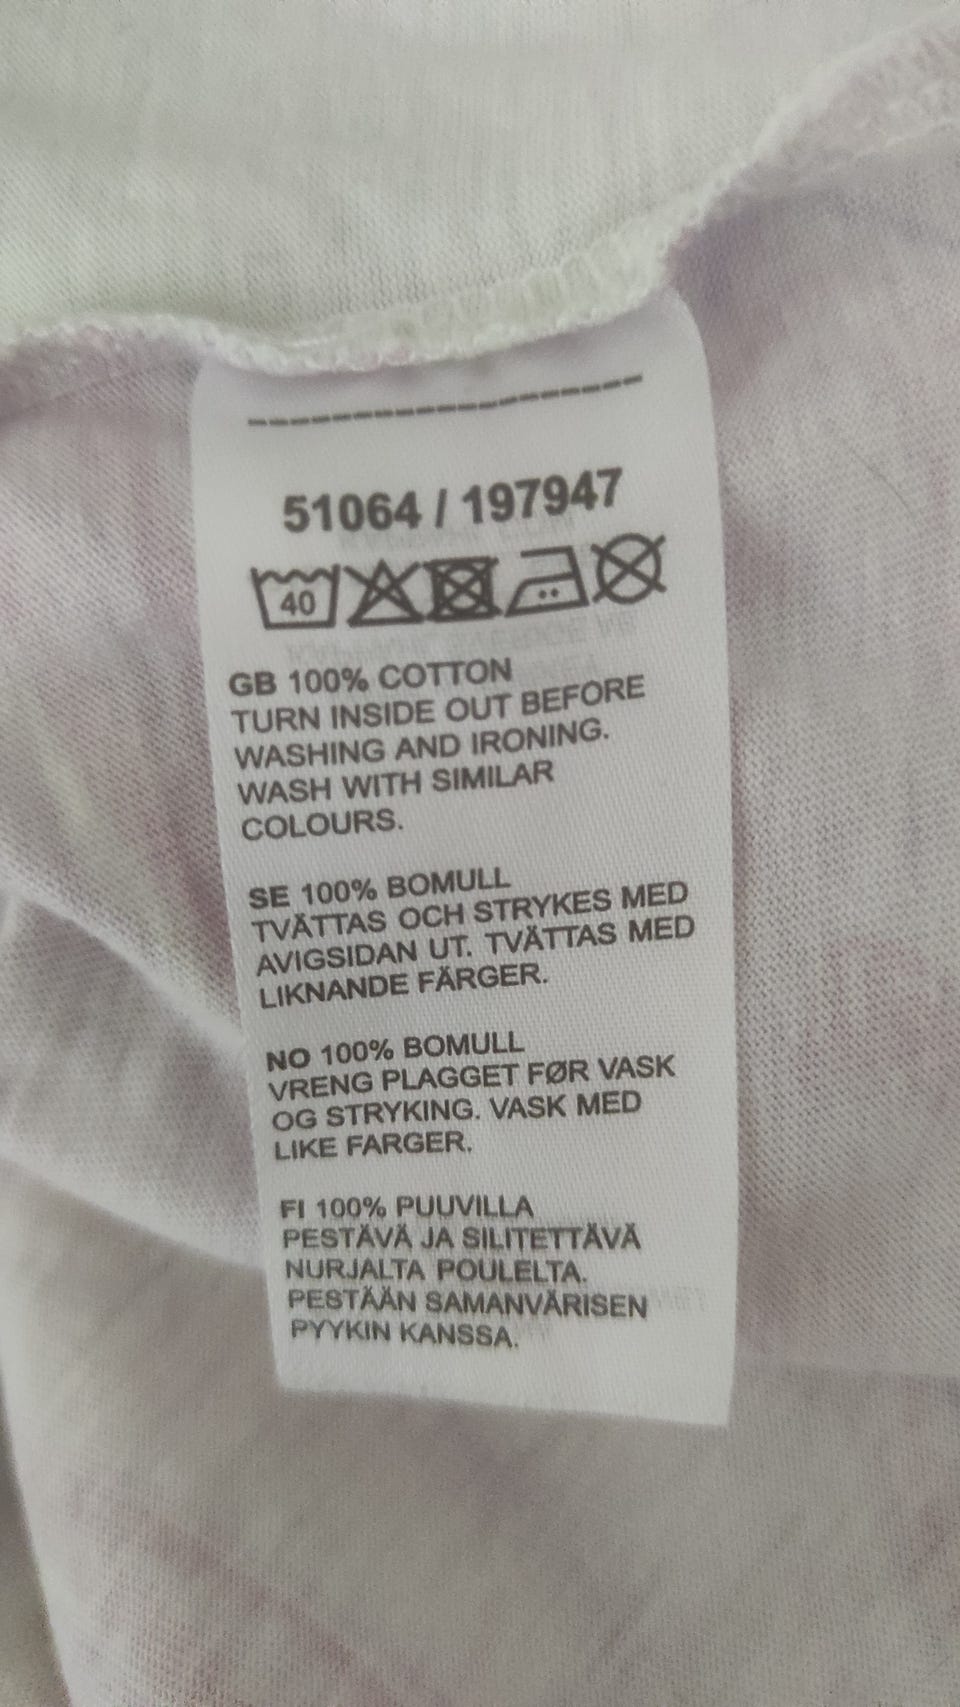 51064 / 197947
40
GB 100% COTTON
TURN INSIDE OUT BEFORE
WASHING AND IRONING.
WASH WITH SIMILAR
COLOURS.
SE 100% BOMULL
TVÄTTAS OCH STRYKES MED
AVIGSIDAN UT. TVÄTTAS MED
LIKNANDE FÄRGER.
NO 100% BOMULL
VRENG PLAGGET FØR VASK
OG STRYKING. VASK MED
LIKE FARGER.
FI 100% PUUVILLA
PESTÄVÄ JA SILITETTÄVÄ
NURJALTA POULELTA.
PESTÄÄN SAMANVÄRISEN
PYYKIN KANSSA.